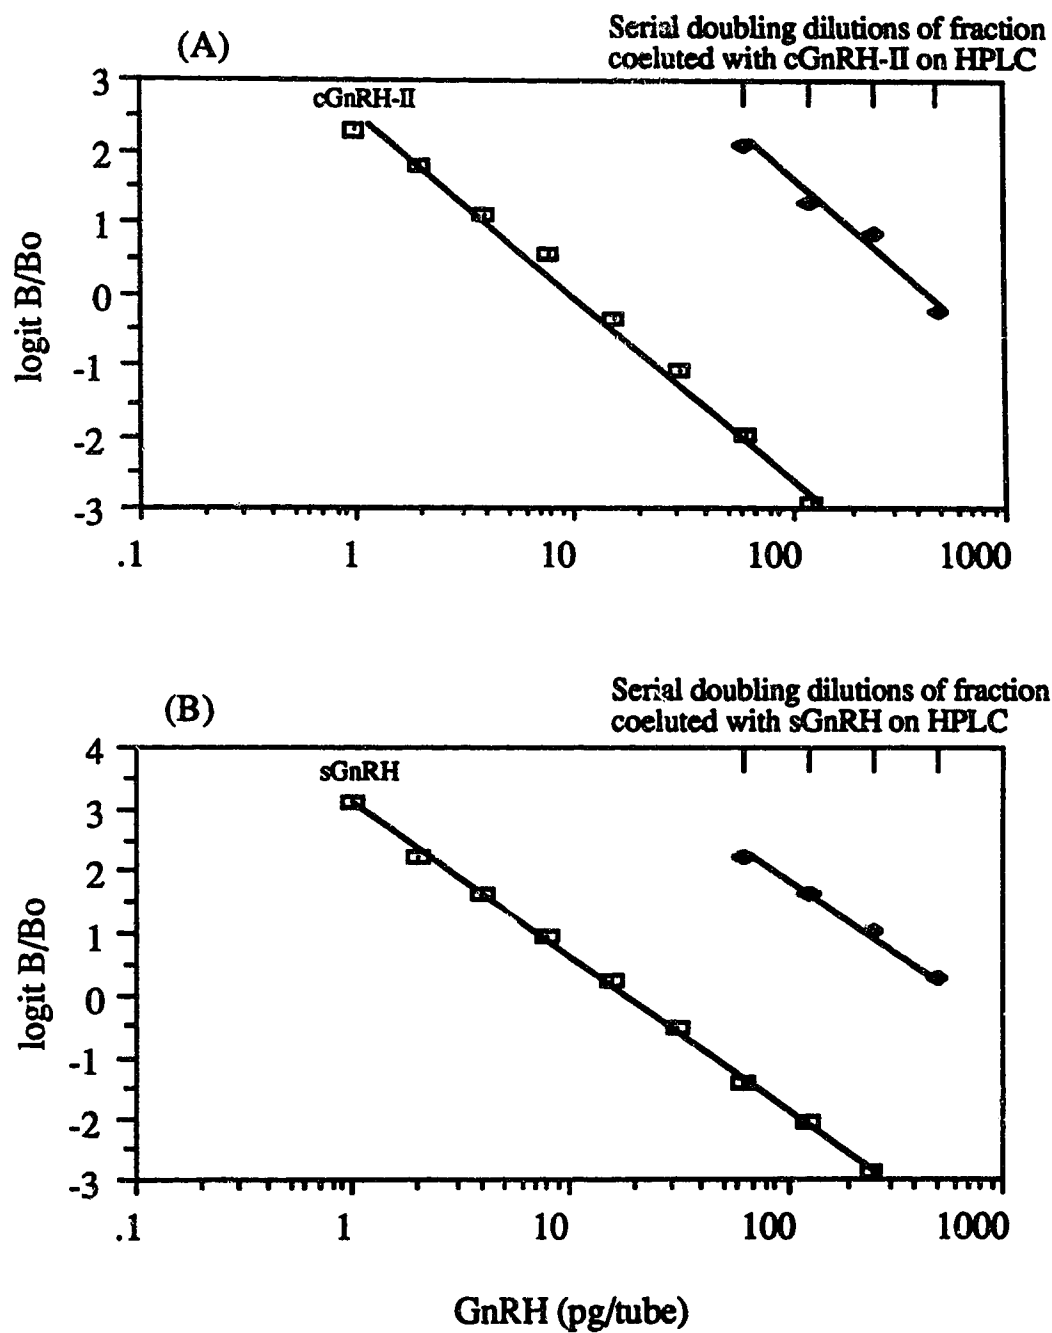 (A)
Serial doubling dilutions of fraction
coeluted with cGnRH-II on HPLC
3
cGnRH-II
2
1
0
-1
-2
-3
logit B/Bo
.1 1 10 100 1000
(B)
Serial doubling dilutions of fraction
coeluted with sGnRH on HPLC
4
sGnRH
3
2
1
0
-1
-2
-3
logit B/Bo
.1 1 10 100 1000
GnRH (pg/tube)